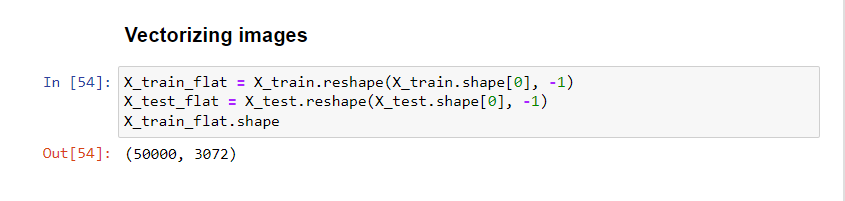 Vectorizing images
In [54]: X_train_flat = X_train.reshape(X_train.shape[0], -1)
X_test_flat = X_test.reshape(X_test.shape[0], -1)
X_train_flat.shape
Out[54]: (50000, 3072)